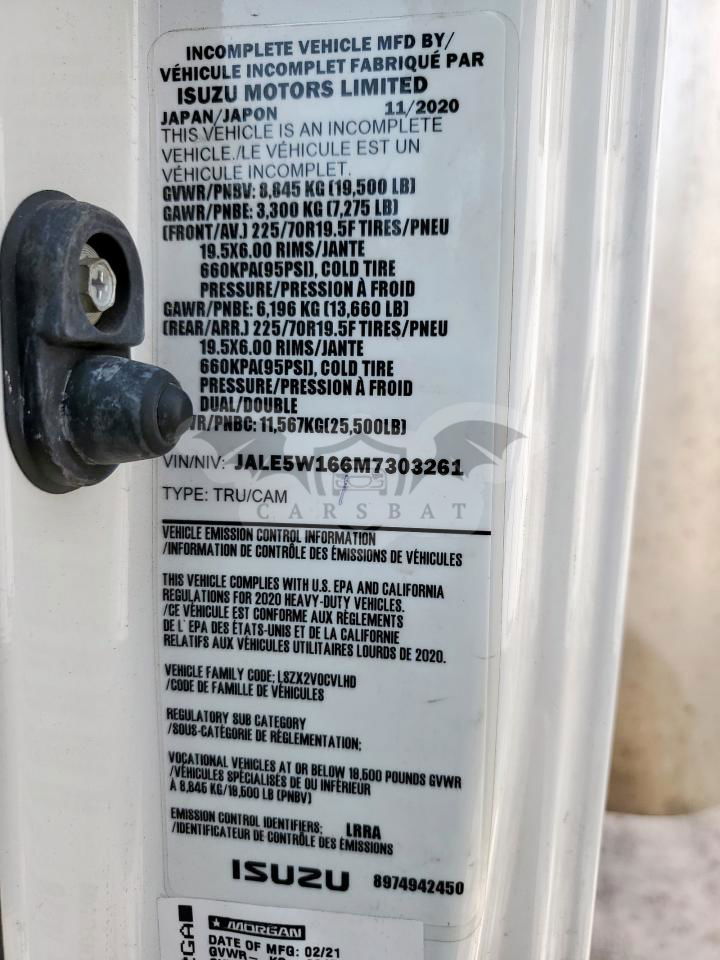 INCOMPLETE VEHICLE MFD BY/
VÉHICULE INCOMPLET FABRIQUÉ PAR
ISUZU MOTORS LIMITED
JAPAN/JAPON 11/2020
THIS VEHICLE IS AN INCOMPLETE
VEHICLE./LE VÉHICULE EST UN
VÉHICULE INCOMPLET.
GVWR/PNBV: 8,845 KG (19,500 LB)
GAWR/PNBE: 3,300 KG (7,275 LB)
(FRONT/AV.) 225/70R19.5F TIRES/PNEU
19.5X6.00 RIMS/JANTE
660KPA(95PSI), COLD TIRE
PRESSURE/PRESSION À FROID
GAWR/PNBE: 6,196 KG (13,660 LB)
(REAR/ARR.) 225/70R19.5F TIRES/PNEU
19.5X6.00 RIMS/JANTE
660KPA(95PSI), COLD TIRE
PRESSURE/PRESSION À FROID
DUAL/DOUBLE
WR/PNBC: 11,567KG(25,500LB)
VIN/NIV: JALE5W166M7303261
TYPE: TRU/CAM
CARSBAT
VEHICLE EMISSION CONTROL INFORMATION
/INFORMATION DE CONTRÔLE DES ÉMISSIONS DE VÉHICULES
THIS VEHICLE COMPLIES WITH U.S. EPA AND CALIFORNIA
REGULATIONS FOR 2020 HEAVY-DUTY VEHICLES.
/CE VÉHICULE EST CONFORME AUX RÈGLEMENTS
DE L'EPA DES ÉTATS-UNIS ET DE LA CALIFORNIE
RELATIFS AUX VÉHICULES UTILITAIRES LOURDS DE 2020.
VEHICLE FAMILY CODE: LSZX2VOCVLHD
/CODE DE FAMILLE DE VÉHICULES
REGULATORY SUB CATEGORY
/SOUS-CATÉGORIE DE RÉGLEMENTATION;
VOCATIONAL VEHICLES AT OR BELOW 19,500 POUNDS GVWR
/VÉHICULES SPÉCIALISÉS DE OU INFÉRIEUR
À 8,845 KG/19,500 LB (PNBV)
EMISSION CONTROL IDENTIFIERS: LRRA
/IDENTIFICATEUR DE CONTRÔLE DES ÉMISSIONS
ISUZU 8974942450
MORGAN
DATE OF MFG: 02/21